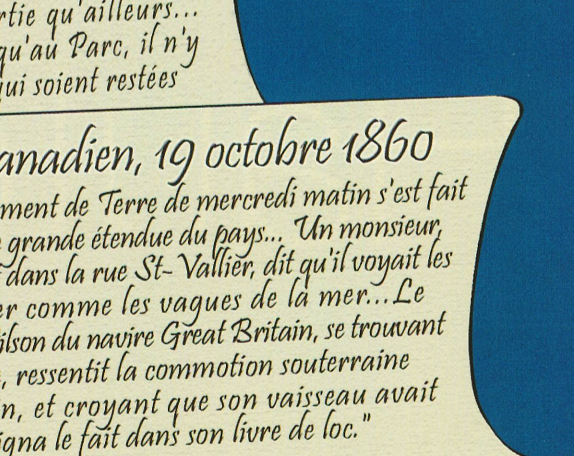 rtie qu'ailleurs...
qu'au Parc, il n'y
qui soient restées
anadien, 19 octobre 1860
ment de Terre de mercredi matin s'est fait
grande étendue du pays... Un monsieur,
dans la rue St-Vallier, dit qu'il voyait les
er comme les vagues de la mer...Le
ilson du navire Great Britain, se trouvant
, ressentit la commotion souterraine
n, et croyant que son vaisseau avait
igna le fait dans son livre de loc."